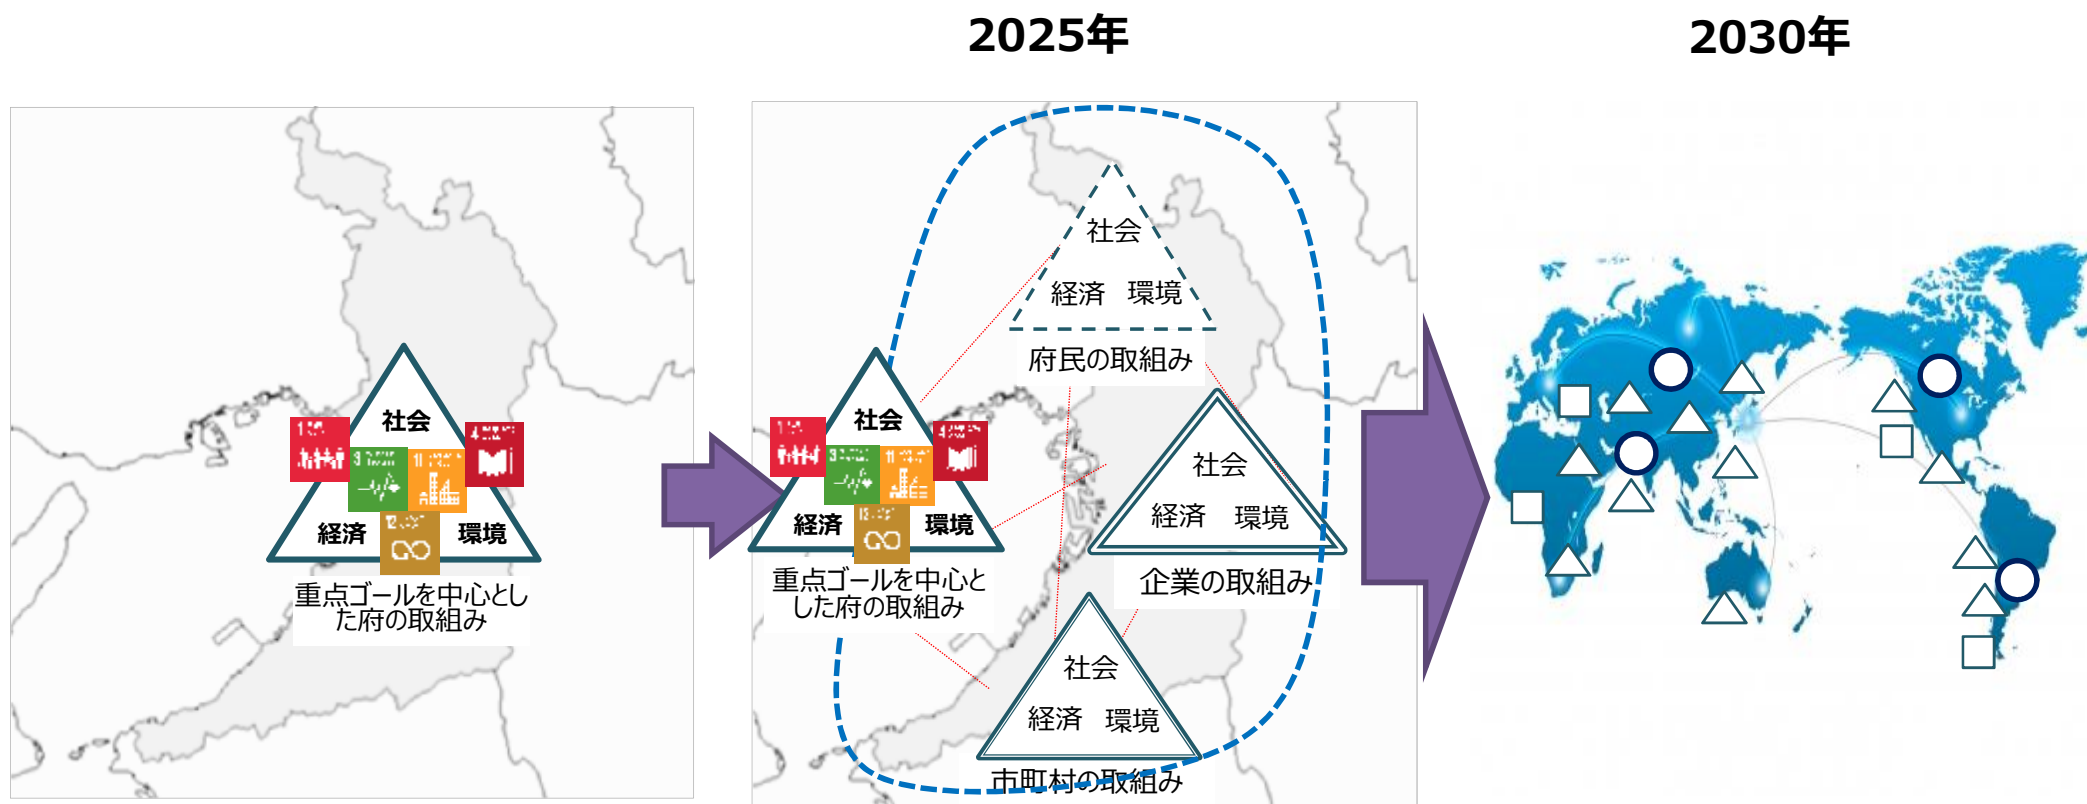 2025年
2030年
社会
経済
環境
重点ゴールを中心とし
た府の取組み
社会
経済 環境
府民の取組み
社会
経済
環境
重点ゴールを中心と
した府の取組み
社会
経済 環境
企業の取組み
社会
経済 環境
市町村の取組み